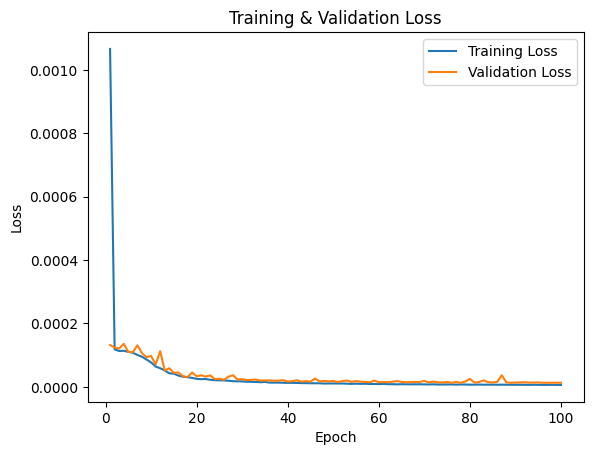 Training & Validation Loss
Training Loss
Validation Loss
0.0010
0.0008
0.0006
0.0004
0.0002
0.0000
Loss
0 20 40 60 80 100
Epoch